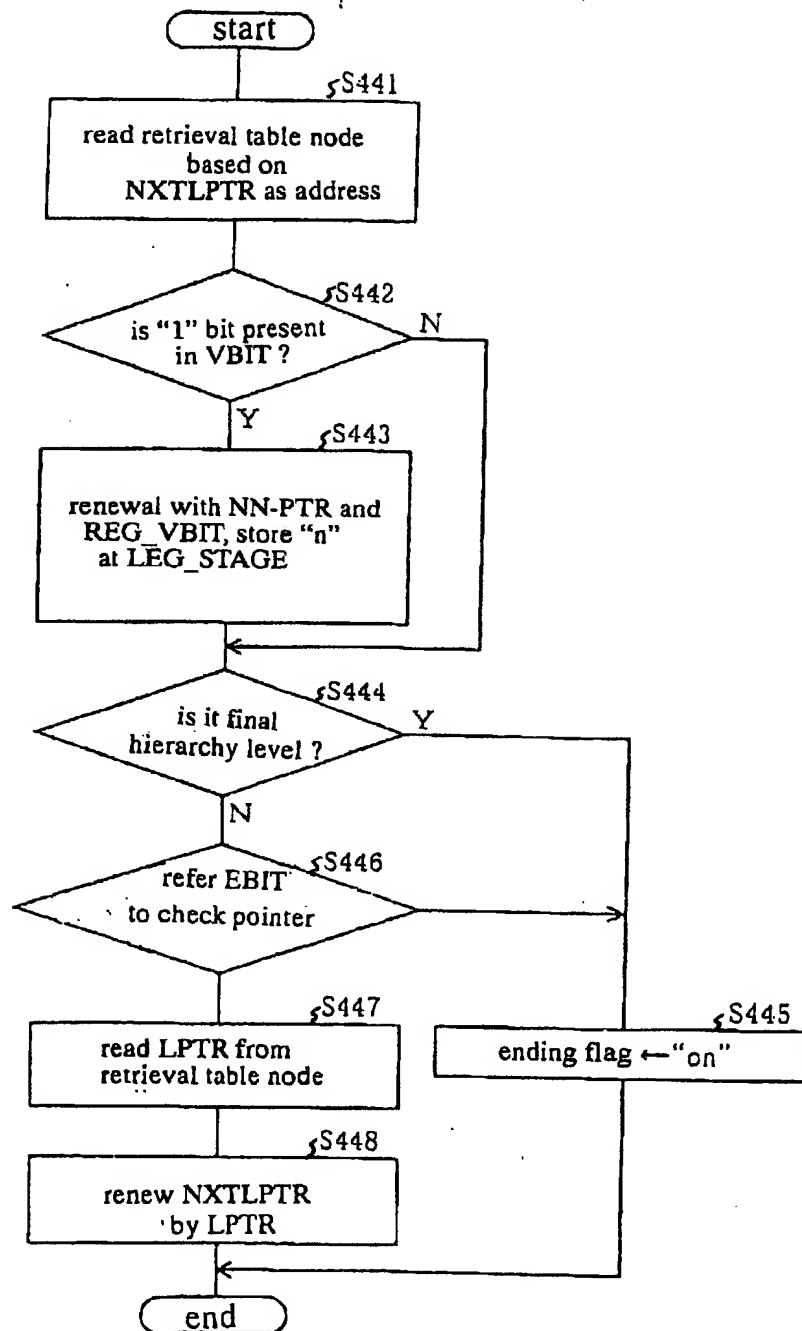 start
S441
read retrieval table node
based on
NXTLPTR as address
S442
is “1” bit present
in VBIT ?
N
Y
S443
renewal with NN-PTR and
REG_VBIT, store “n”
at LEG_STAGE
S444
is it final
hierarchy level ?
Y
N
S446
refer EBIT
to check pointer
S447
read LPTR from
retrieval table node
S445
ending flag ←“on”
S448
renew NXTLPTR
by LPTR
end